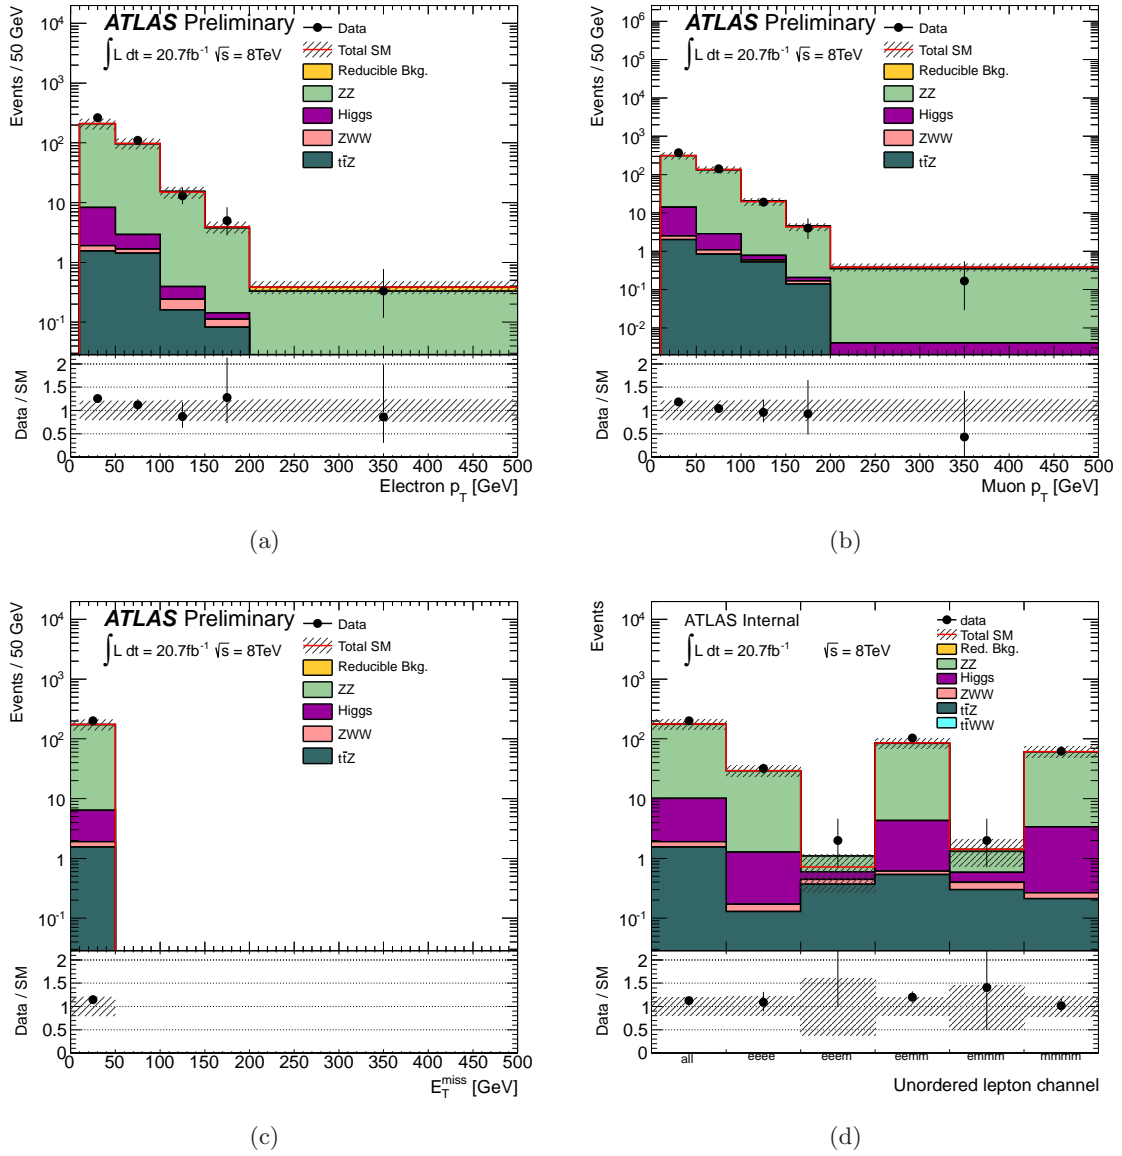 ATLAS Preliminary
∫ L dt = 20.7fb⁻¹ √s = 8TeV
Data
Total SM
Reducible Bkg.
ZZ
Higgs
ZWW
tt̄Z
Events / 50 GeV
10⁴
10³
10²
10
1
10⁻¹
Data / SM
2
1.5
1
0.5
0
0 50 100 150 200 250 300 350 400 450 500
Electron p_T [GeV]
(a)
ATLAS Preliminary
∫ L dt = 20.7fb⁻¹ √s = 8TeV
Data
Total SM
Reducible Bkg.
ZZ
Higgs
ZWW
tt̄Z
Events / 50 GeV
10⁶
10⁵
10⁴
10³
10²
10
1
10⁻¹
10⁻²
Data / SM
2
1.5
1
0.5
0
0 50 100 150 200 250 300 350 400 450 500
Muon p_T [GeV]
(b)
ATLAS Preliminary
∫ L dt = 20.7fb⁻¹ √s = 8TeV
Data
Total SM
Reducible Bkg.
ZZ
Higgs
ZWW
tt̄Z
Events / 50 GeV
10⁴
10³
10²
10
1
10⁻¹
Data / SM
2
1.5
1
0.5
0
0 50 100 150 200 250 300 350 400 450 500
E_T^miss [GeV]
(c)
ATLAS Internal
∫ L dt = 20.7fb⁻¹ √s = 8TeV
data
Total SM
Red. Bkg.
ZZ
Higgs
ZWW
tt̄Z
tt̄WW
Events
10⁴
10³
10²
10
1
10⁻¹
Data / SM
2
1.5
1
0.5
0
all eeee eeem eemm emmm mmmm
Unordered lepton channel
(d)